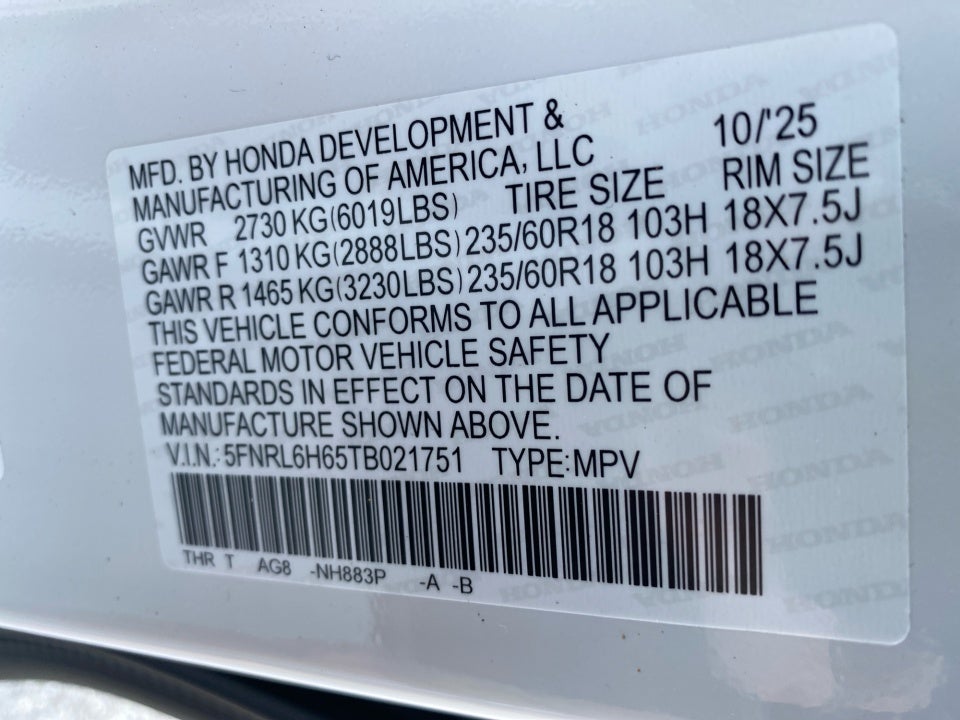 MFD. BY HONDA DEVELOPMENT &
MANUFACTURING OF AMERICA, LLC 10/'25
GVWR 2730 KG(6019LBS) TIRE SIZE RIM SIZE
GAWR F 1310 KG(2888LBS) 235/60R18 103H 18X7.5J
GAWR R 1465 KG(3230LBS) 235/60R18 103H 18X7.5J
THIS VEHICLE CONFORMS TO ALL APPLICABLE
FEDERAL MOTOR VEHICLE SAFETY
STANDARDS IN EFFECT ON THE DATE OF
MANUFACTURE SHOWN ABOVE.
V.I.N.: 5FNRL6H65TB021751 TYPE:MPV
THR T AG8 -NH883P -A -B